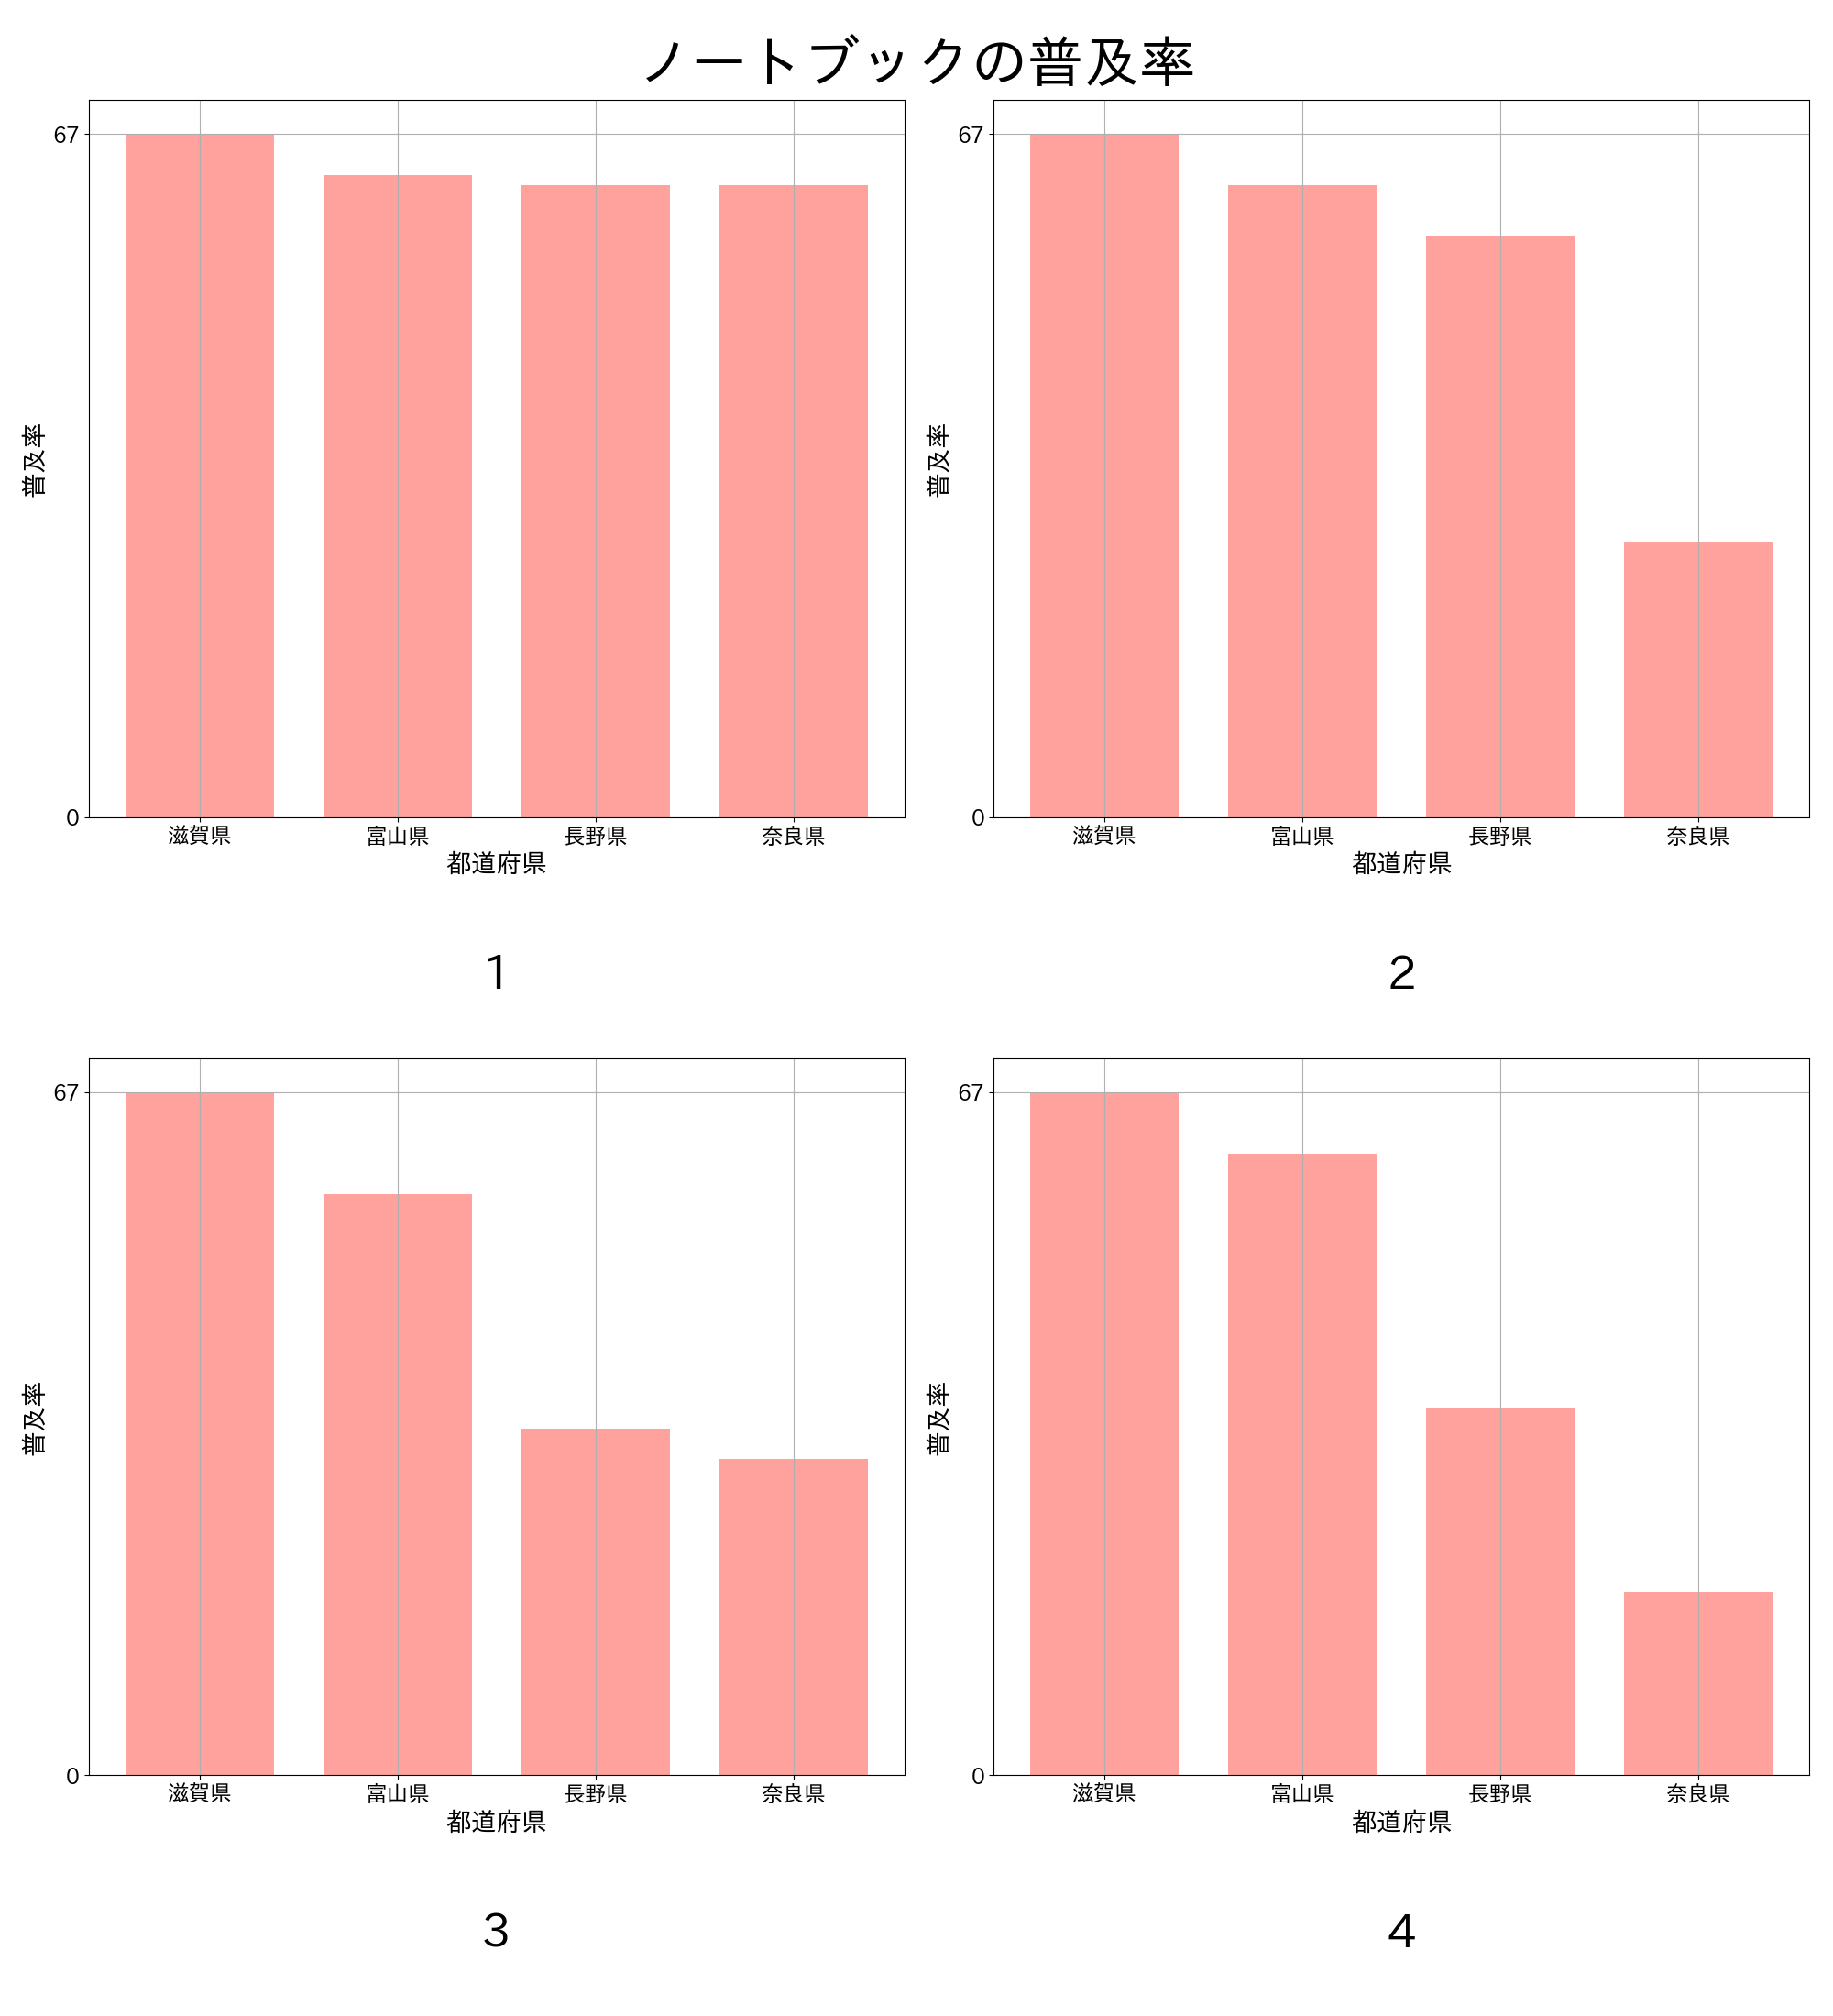 ノートブックの普及率
67
0
普及率
滋賀県 富山県 長野県 奈良県
都道府県
1
67
0
普及率
滋賀県 富山県 長野県 奈良県
都道府県
2
67
0
普及率
滋賀県 富山県 長野県 奈良県
都道府県
3
67
0
普及率
滋賀県 富山県 長野県 奈良県
都道府県
4